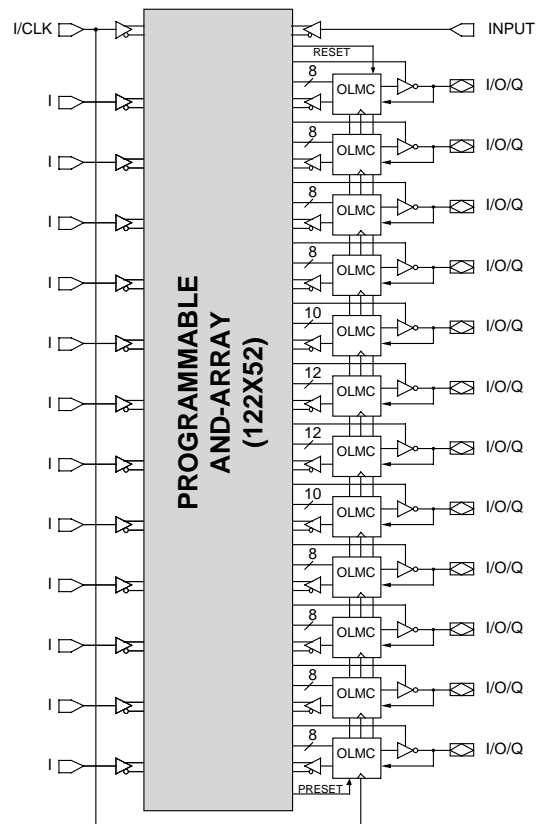 I/CLK
INPUT
RESET
8
OLMC
I/O/Q
I
8
OLMC
I/O/Q
I
8
OLMC
I/O/Q
I
8
OLMC
I/O/Q
I
10
OLMC
I/O/Q
I
12
OLMC
I/O/Q
I
12
OLMC
I/O/Q
I
10
OLMC
I/O/Q
I
8
OLMC
I/O/Q
I
8
OLMC
I/O/Q
I
8
OLMC
I/O/Q
I
8
OLMC
I/O/Q
I
PRESET
PROGRAMMABLE
AND-ARRAY
(122X52)